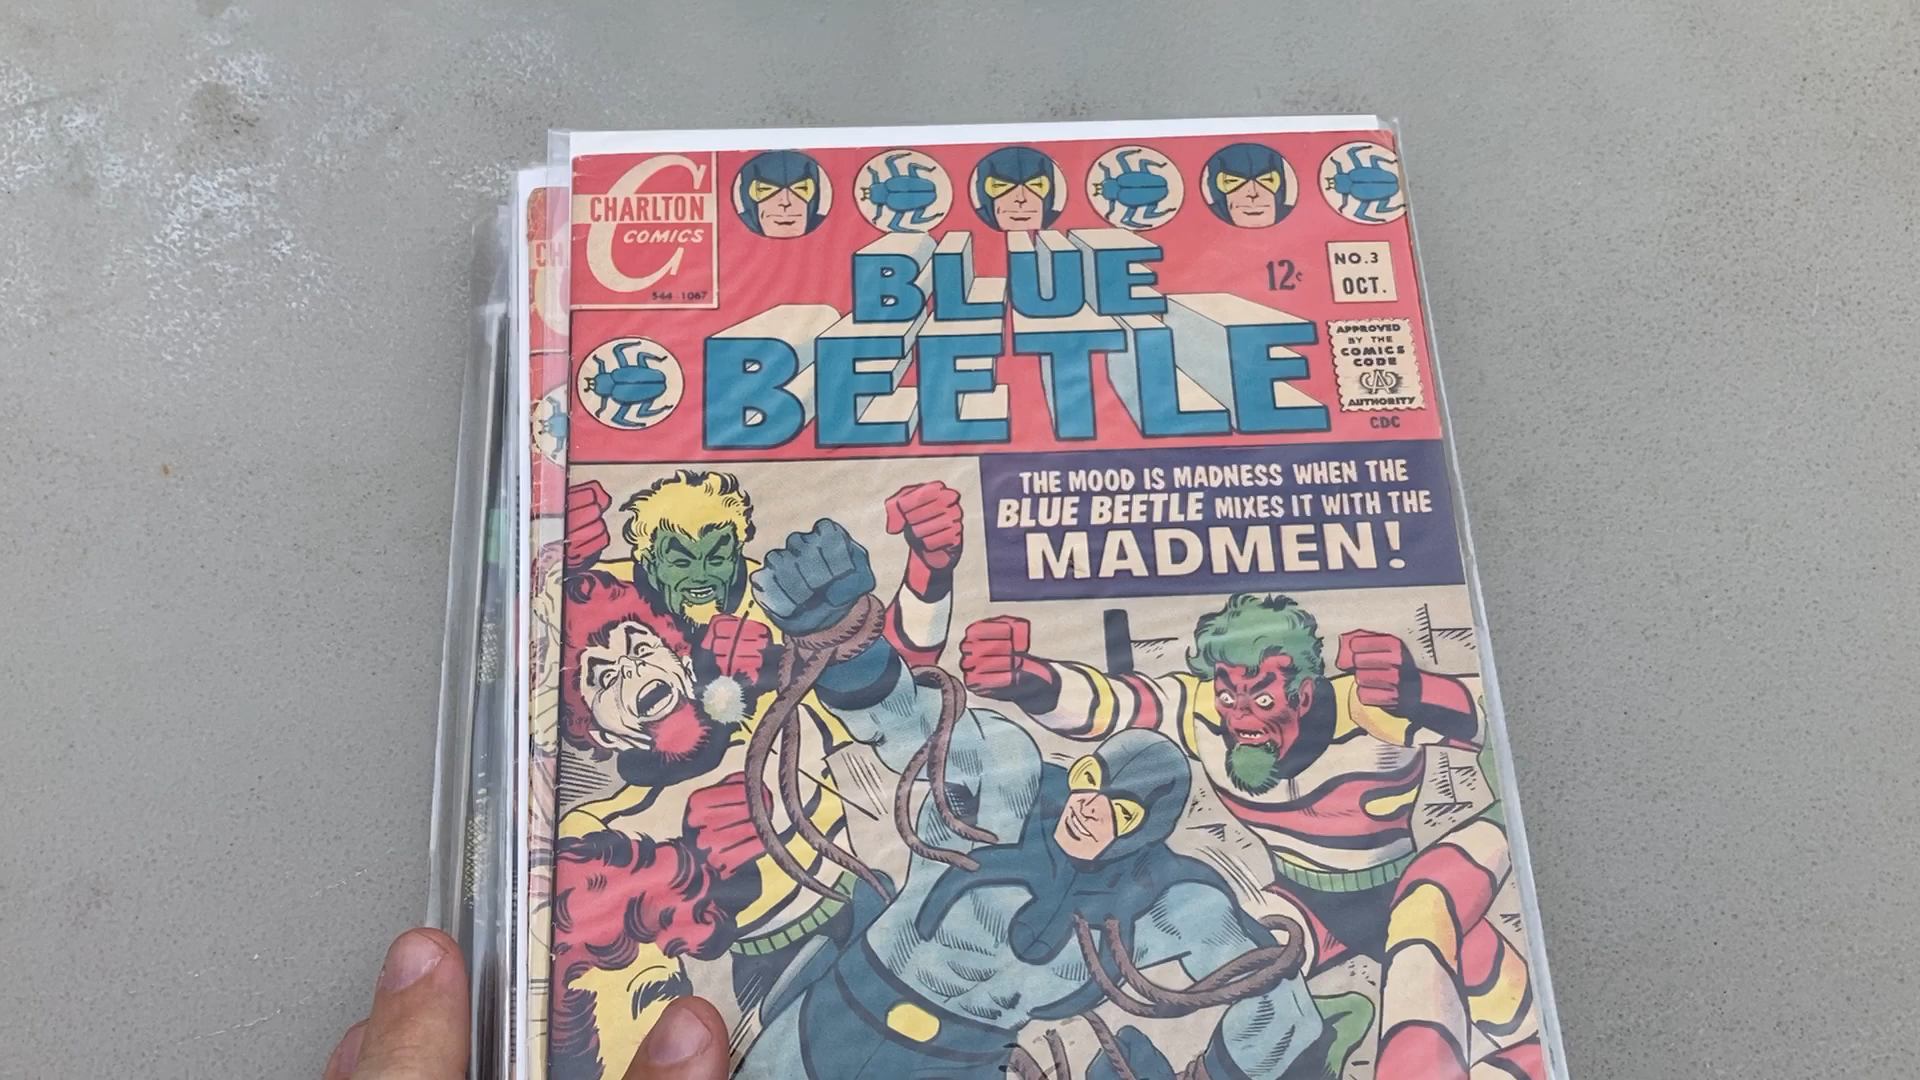 CHARLTON
COMICS
544-1067
BLUE
BEETLE
12¢
NO.3
OCT.
APPROVED
BY THE
COMICS
CODE
AUTHORITY
CDC
THE MOOD IS MADNESS WHEN THE
BLUE BEETLE MIXES IT WITH THE
MADMEN!
CH